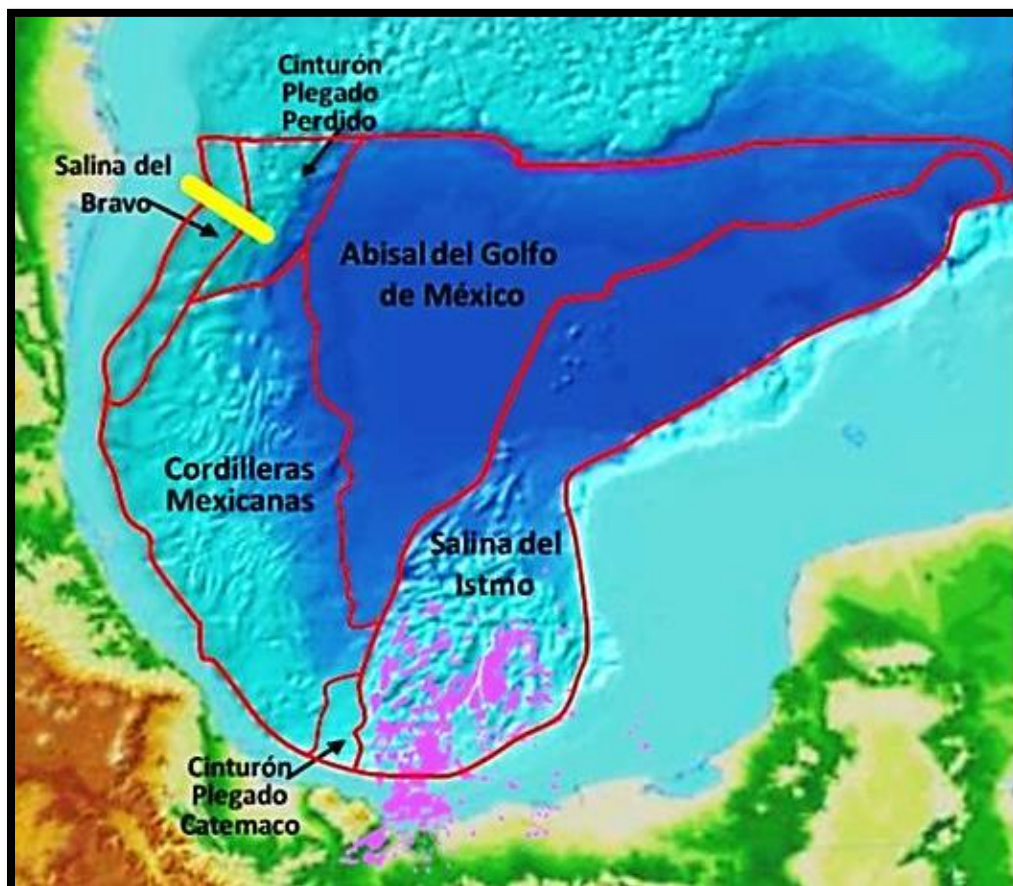 Cinturón
Plegado
Perdido
Salina del
Bravo
Abisal del Golfo
de México
Cordilleras
Mexicanas
Salina del
Istmo
Cinturón
Plegado
Catemaco